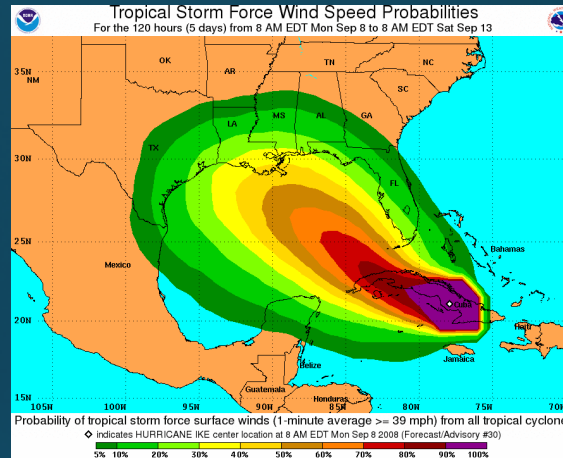 Tropical Storm Force Wind Speed Probabilities
For the 120 hours (5 days) from 8 AM EDT Mon Sep 8 to 8 AM EDT Sat Sep 13
NM
35N
OK
AR
TN
NC
SC
MS
AL
GA
LA
TX
30N
FL
25N
Mexico
Bahamas
20N
Cuba
Haiti
Jamaica
Belize
Guatemala
Honduras
15N
105W
100W
95W
90W
85W
80W
75W
70W
Probability of tropical storm force surface winds (1-minute average >= 39 mph) from all tropical cyclone
indicates HURRICANE IKE center location at 8 AM EDT Mon Sep 8 2008 (Forecast/Advisory #30)
5% 10% 20% 30% 40% 50% 60% 70% 80% 90% 100%